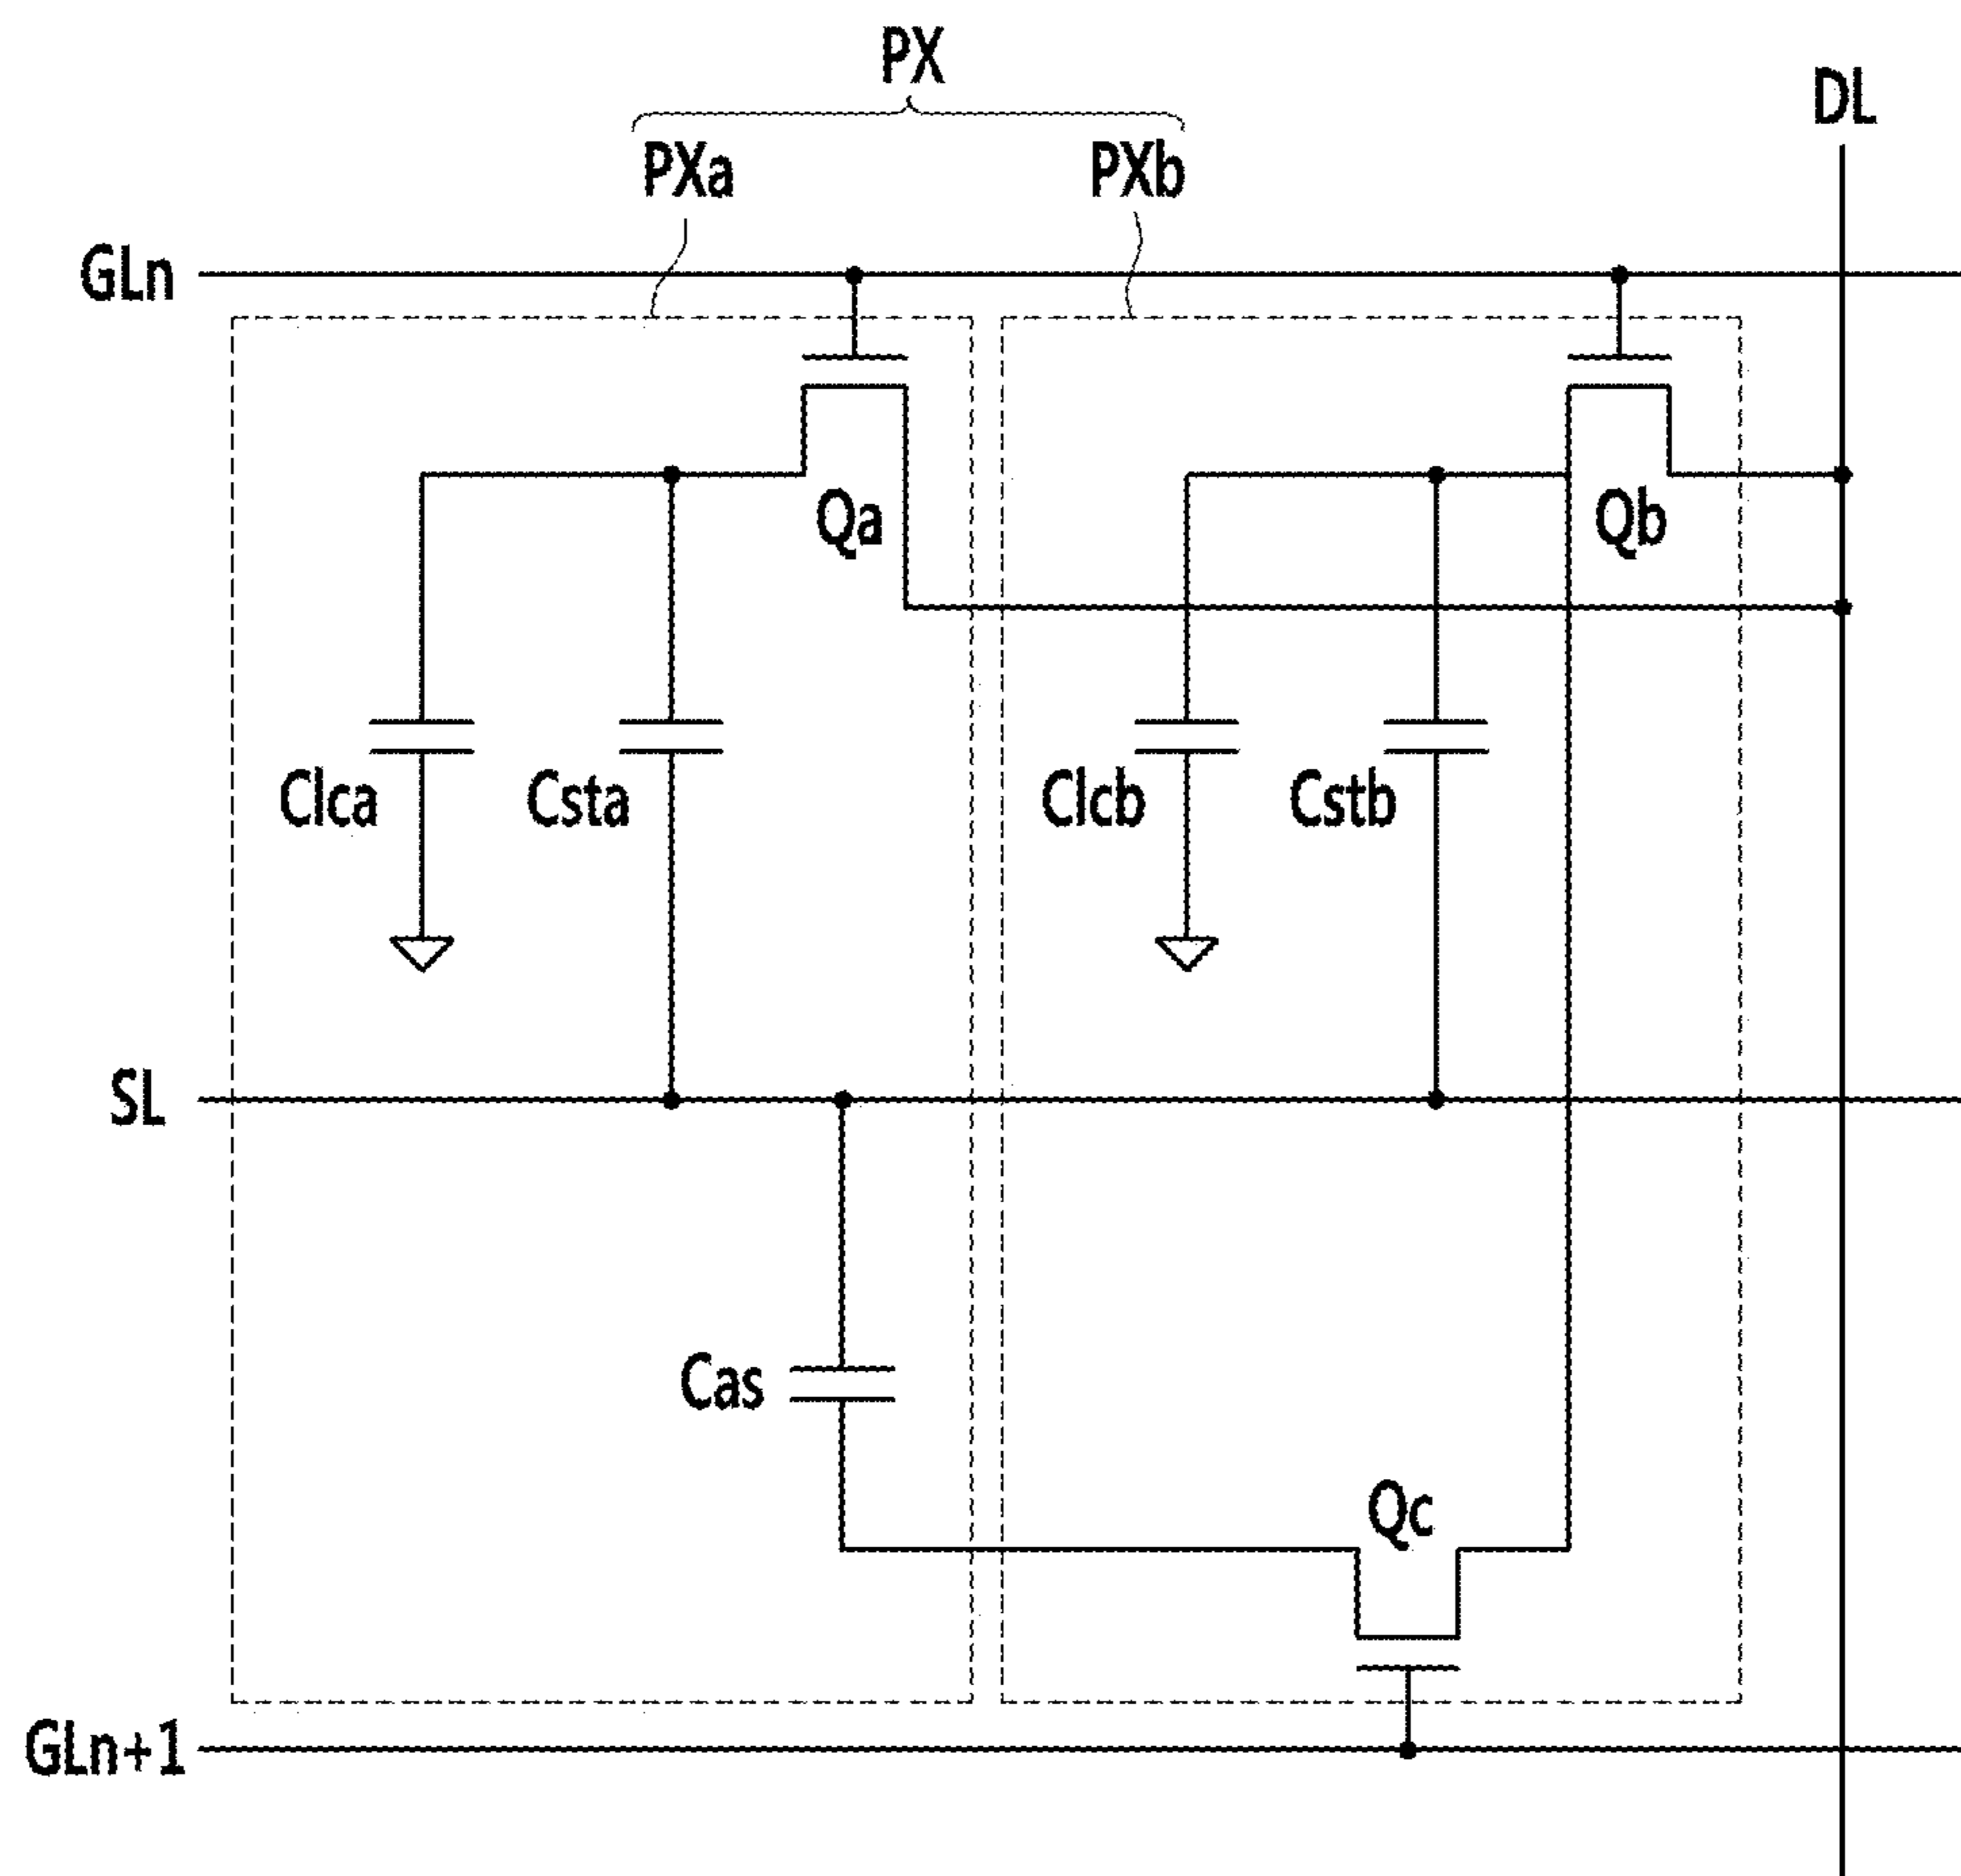 PX
DL
PXa PXb
GLn
Qa Qb
Clca Csta Clcb Cstb
SL
Cas
Qc
GLn+1